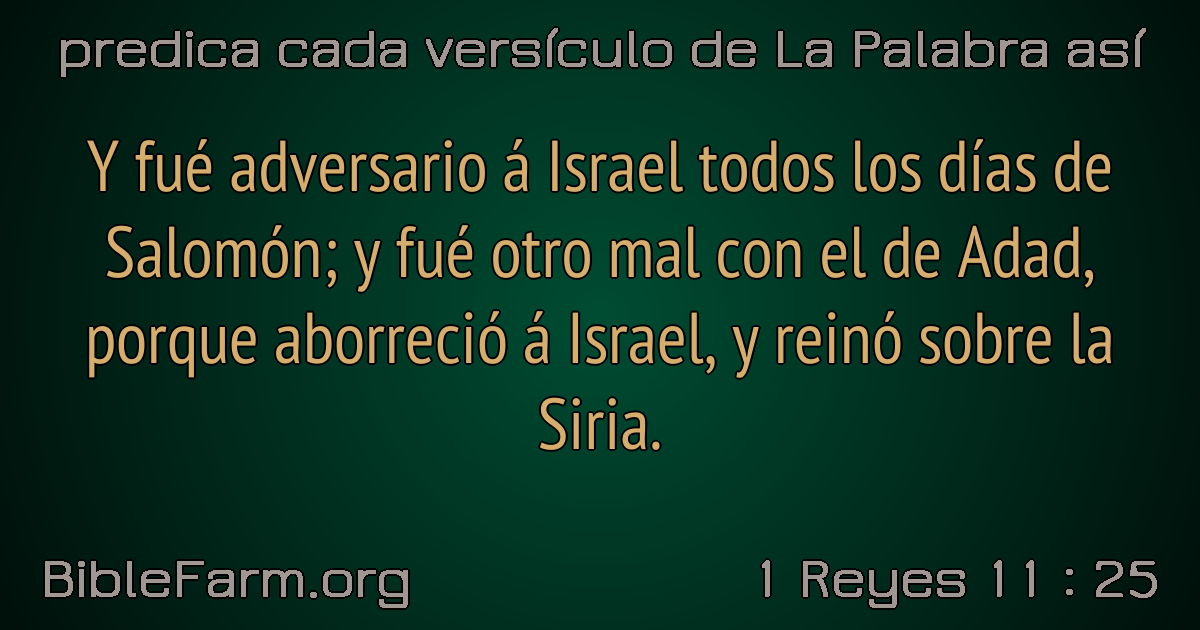 predica cada versículo de La Palabra así
Y fué adversario á Israel todos los días de
Salomón; y fué otro mal con el de Adad,
porque aborreció á Israel, y reinó sobre la
Siria.
BibleFarm.org
1 Reyes 11 : 25